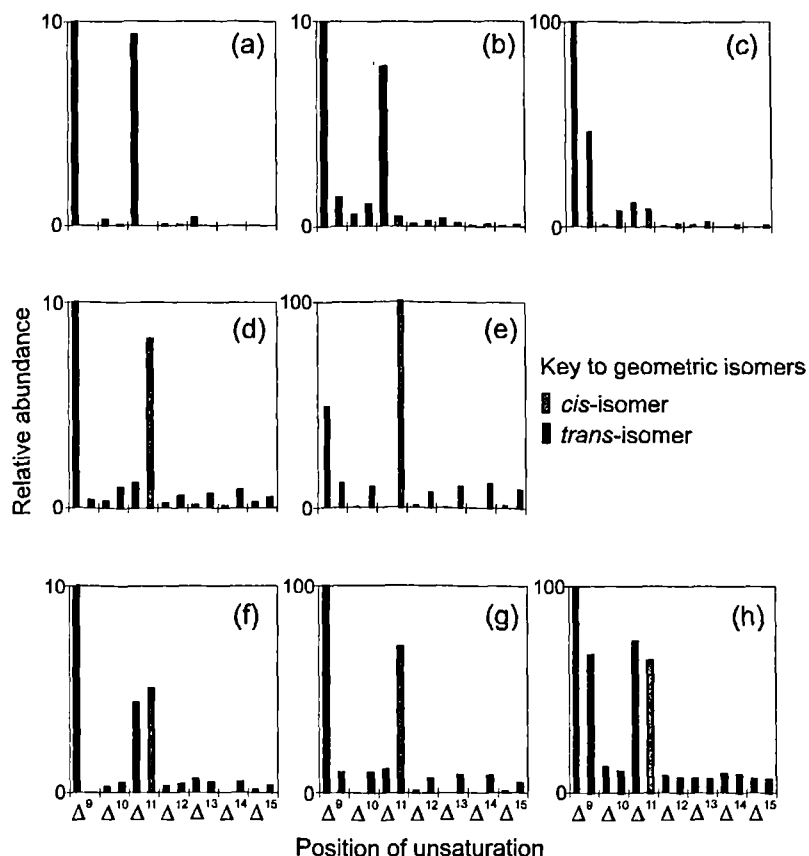 10 (a) 10 (b) 100 (c)
0 0 0
10 (d) 100 (e)
0 0
Relative abundance
Key to geometric isomers
cis-isomer
trans-isomer
10 (f) 100 (g) 100 (h)
0 0 0
Δ⁹ Δ¹⁰ Δ¹¹ Δ¹² Δ¹³ Δ¹⁴ Δ¹⁵ Δ⁹ Δ¹⁰ Δ¹¹ Δ¹² Δ¹³ Δ¹⁴ Δ¹⁵ Δ⁹ Δ¹⁰ Δ¹¹ Δ¹² Δ¹³ Δ¹⁴ Δ¹⁵
Position of unsaturation